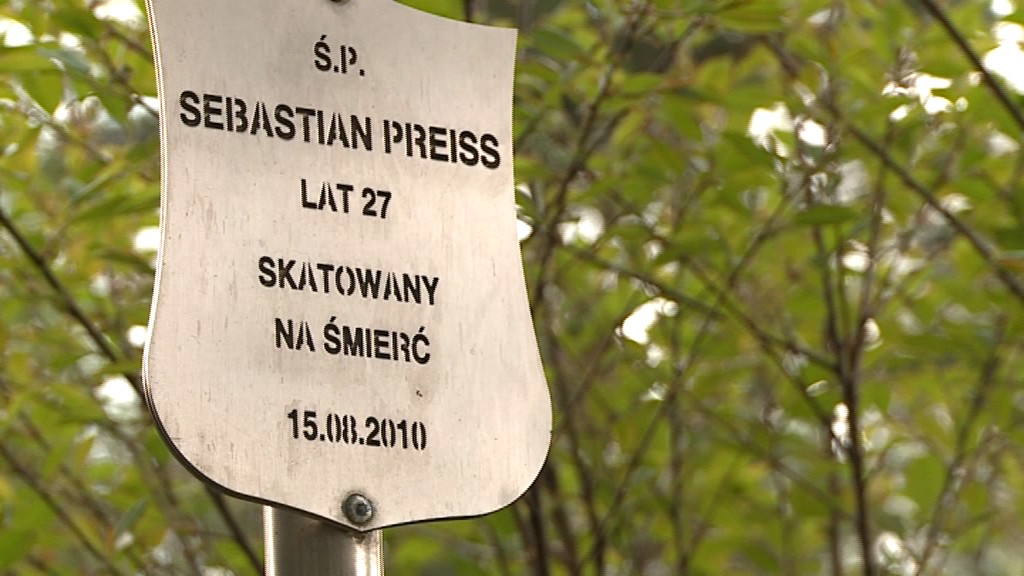 Ś.P.
SEBASTIAN PREISS
LAT 27
SKATOWANY
NA ŚMIERĆ
15.08.2010